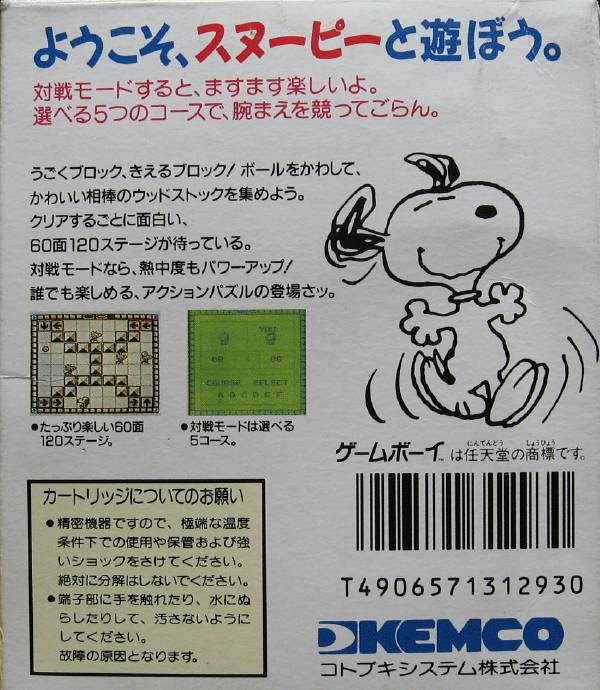 ようこそ、スヌーピーと遊ぼう。
対戦モードすると、ますます楽しいよ。
選べる5つのコースで、腕まえを競ってごらん。
うごくブロック、きえるブロック!ボールをかわして、
かわいい相棒のウッドストックを集めよう。
クリアするごとに面白い、
60面120ステージが待っている。
対戦モードなら、熱中度もパワーアップ!
誰でも楽しめる、アクションパズルの登場さッ。
YOU
00 00
COURSE SELECT
A B C D E F
●たっぷり楽しい60面
120ステージ。
●対戦モードは選べる
5コース。
ゲームボーイ™は任天堂の商標です。
にんてんどう しょうひょう
カートリッジについてのお願い
●精密機器ですので、極端な温度
条件下での使用や保管および強
いショックをさけてください。
絶対に分解はしないでください。
●端子部に手を触れたり、水にぬ
らしたりして、汚さないように
してください。
故障の原因となります。
T4906571312930
KEMCO
コトブキシステム株式会社